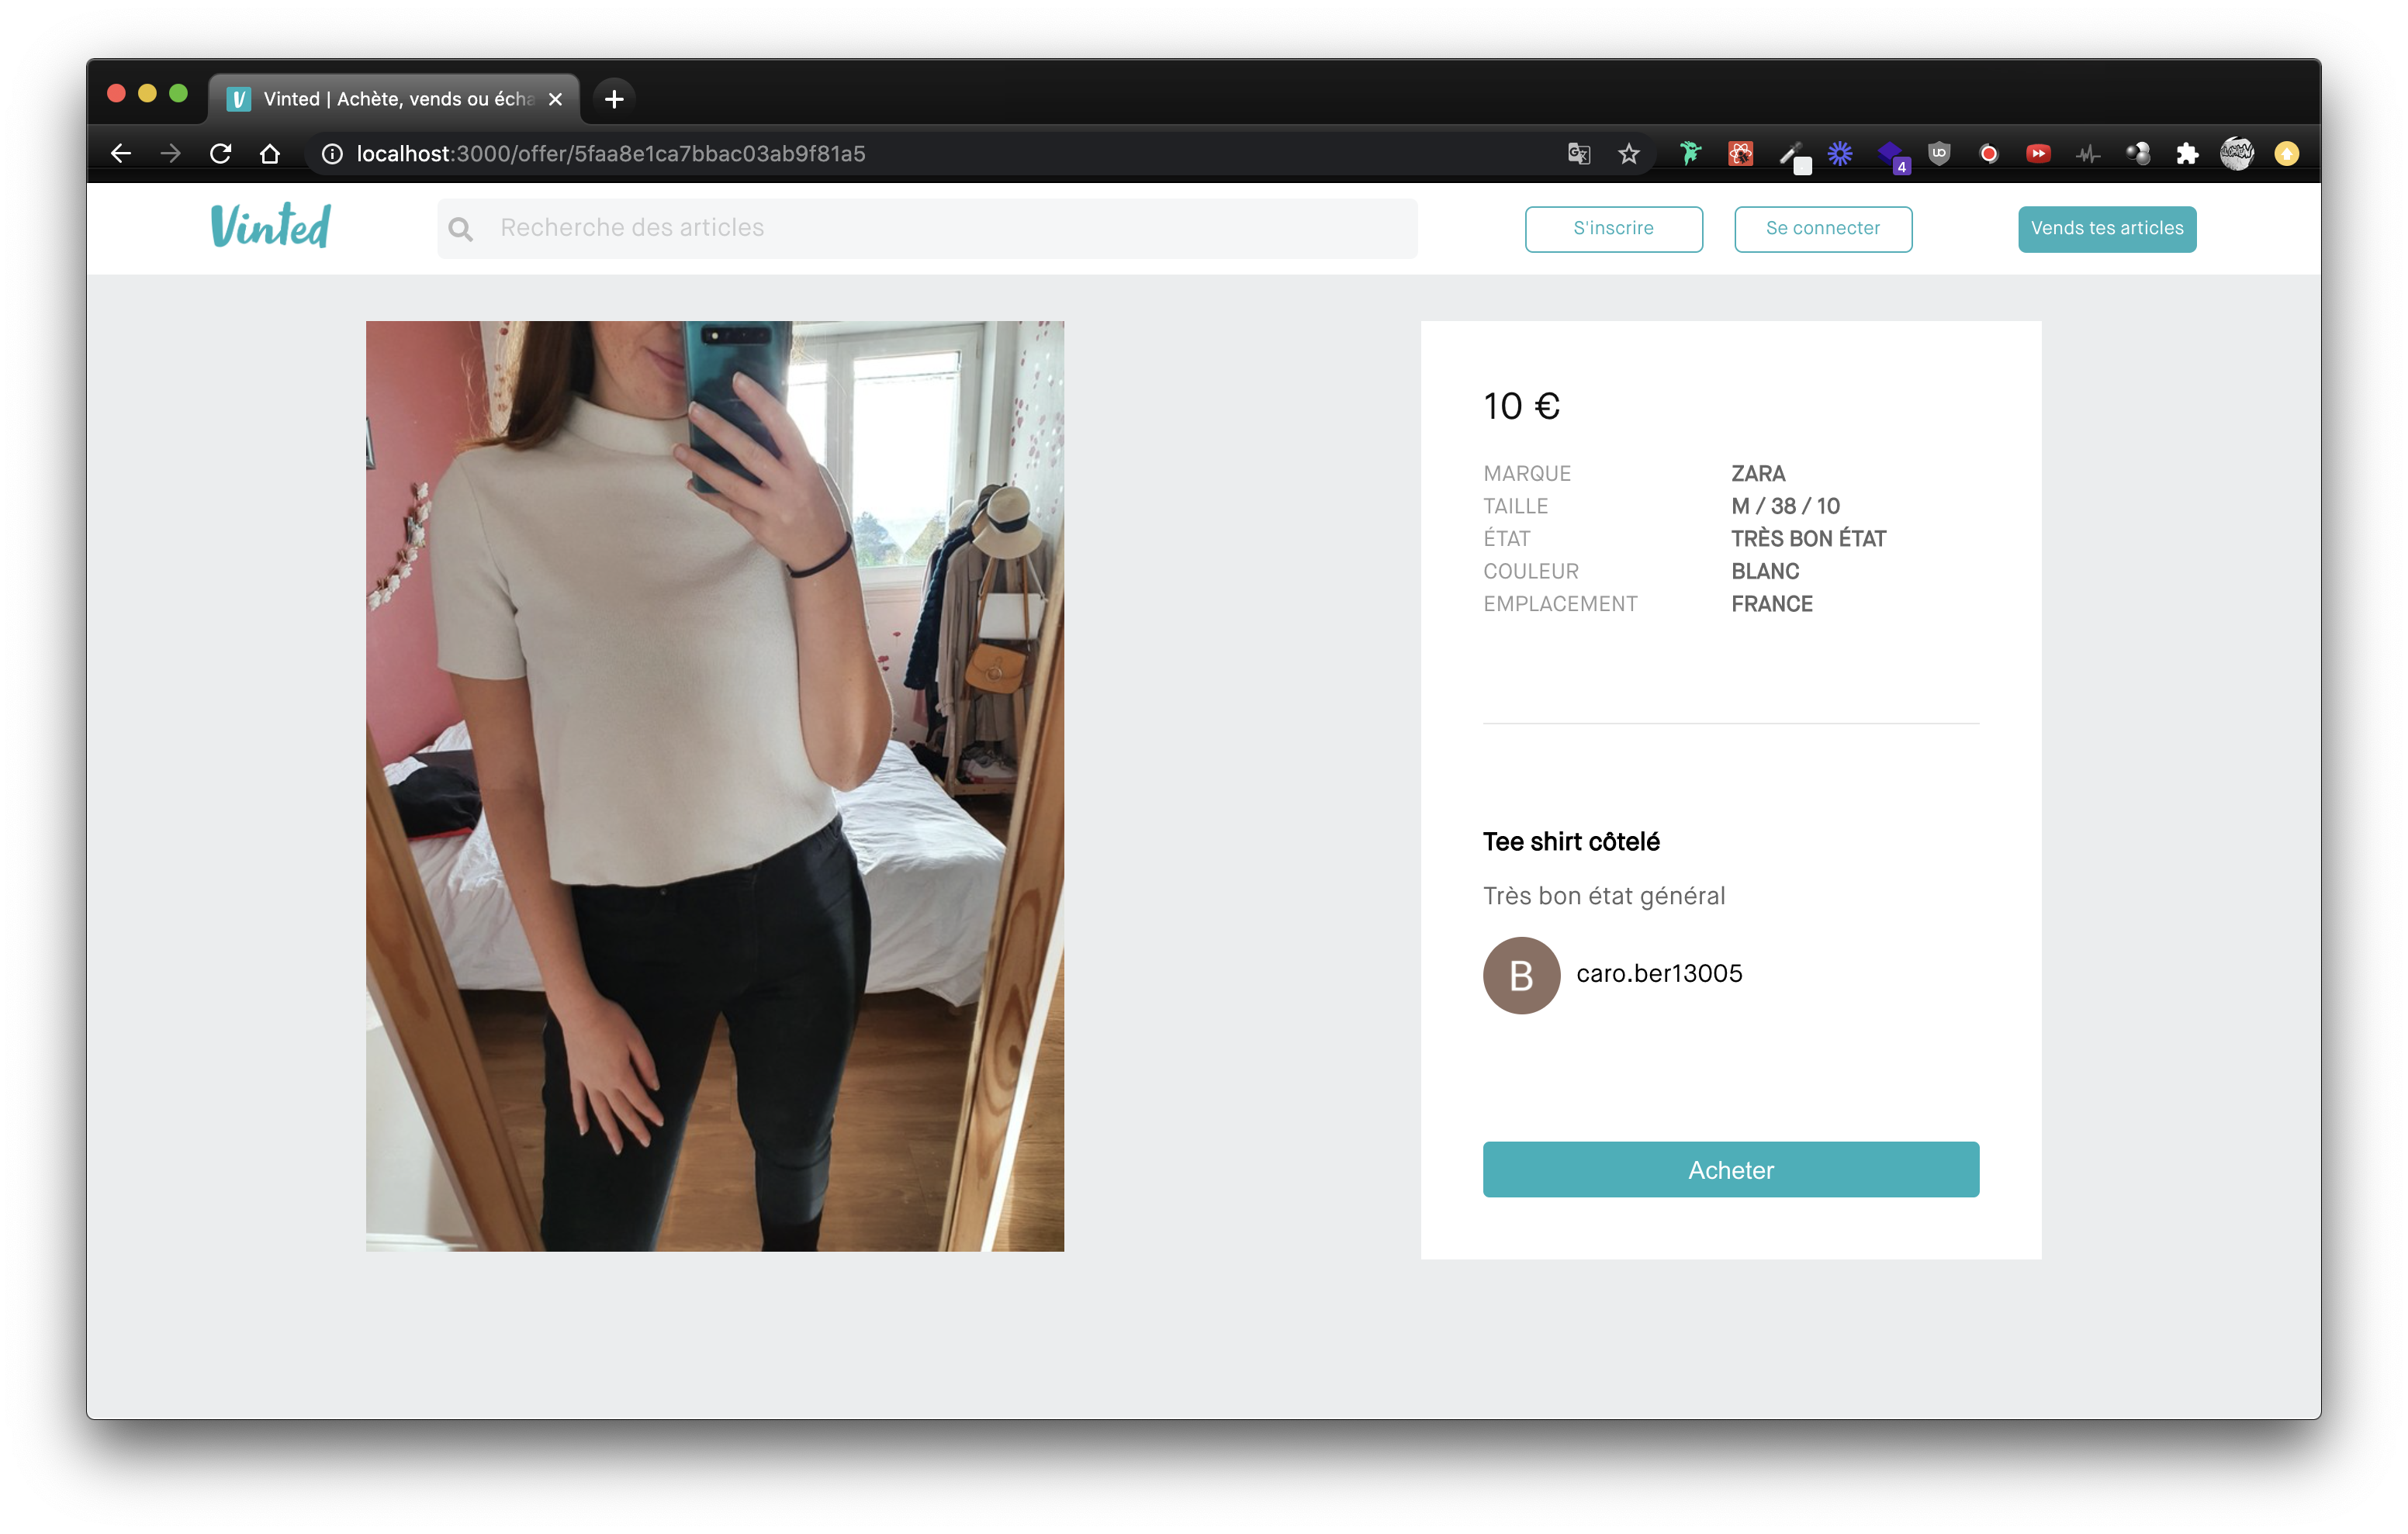 Vinted | Achète, vends ou écha
localhost:3000/offer/5faa8e1ca7bbac03ab9f81a5
4
Vinted
Recherche des articles
S'inscrire
Se connecter
Vends tes articles
10 €
MARQUE ZARA
TAILLE M / 38 / 10
ÉTAT TRÈS BON ÉTAT
COULEUR BLANC
EMPLACEMENT FRANCE
Tee shirt côtelé
Très bon état général
B caro.ber13005
Acheter